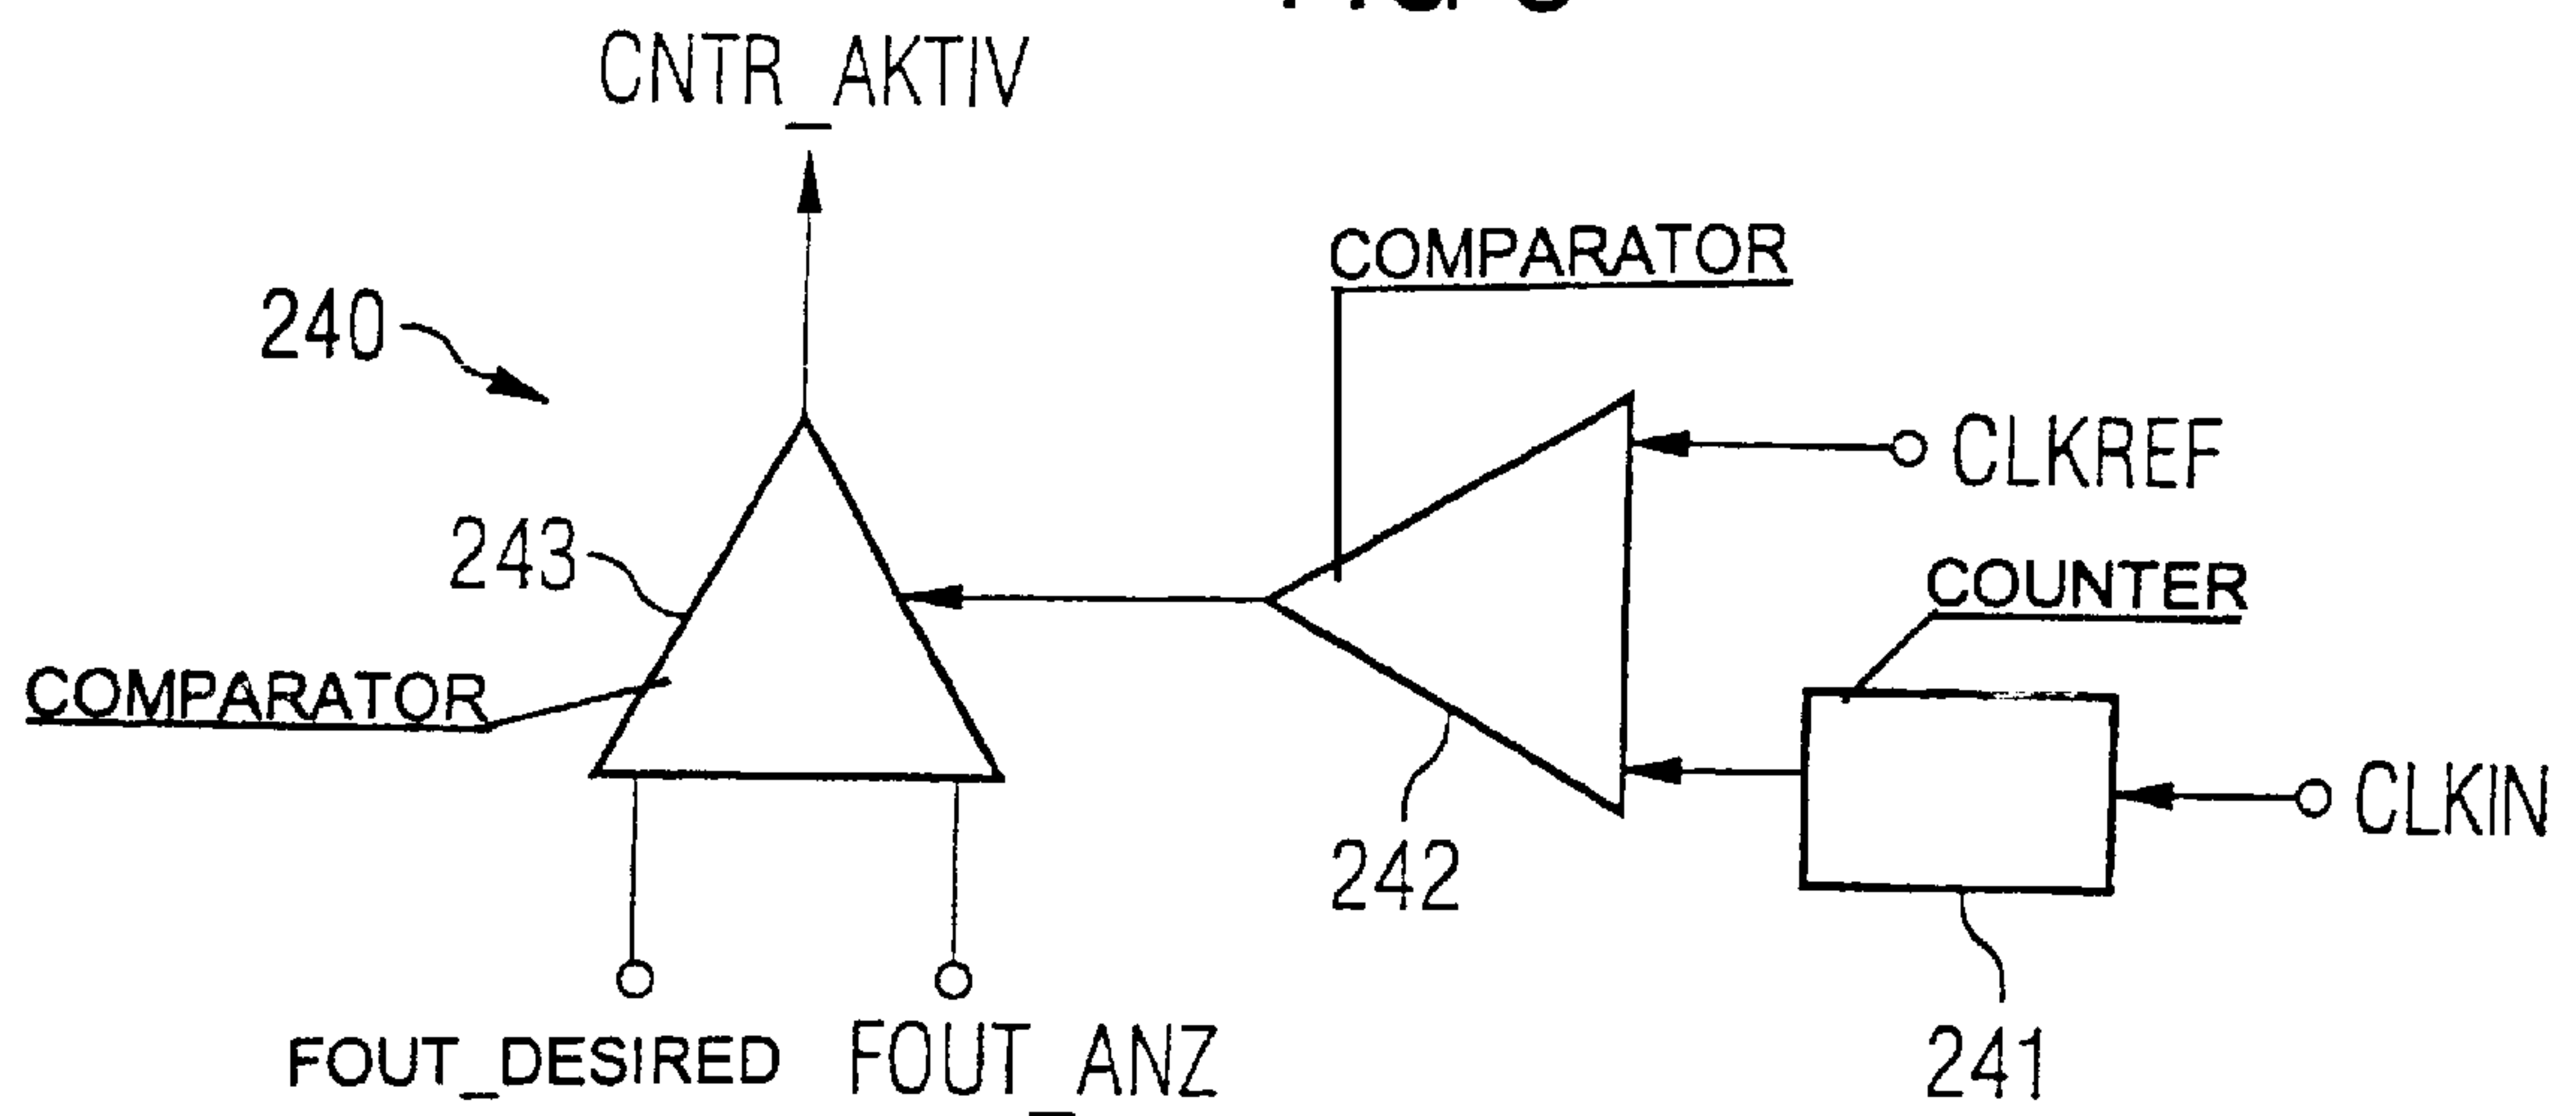 CNTR_AKTIV
COMPARATOR
240
CLKREF
243
COUNTER
COMPARATOR
CLKIN
242
FOUT_DESIRED
FOUT_ANZ
241